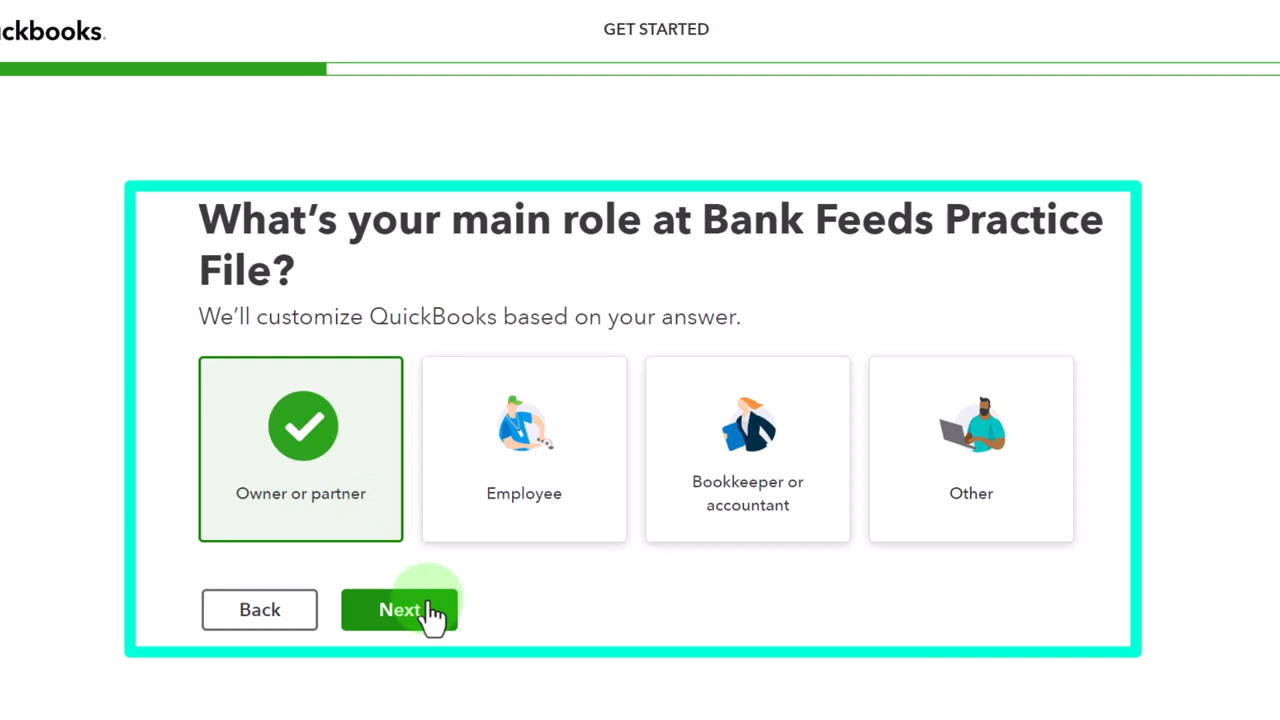 ckbooks.
GET STARTED
What's your main role at Bank Feeds Practice
File?
We'll customize QuickBooks based on your answer.
Owner or partner
Employee
Bookkeeper or
accountant
Other
Back
Next